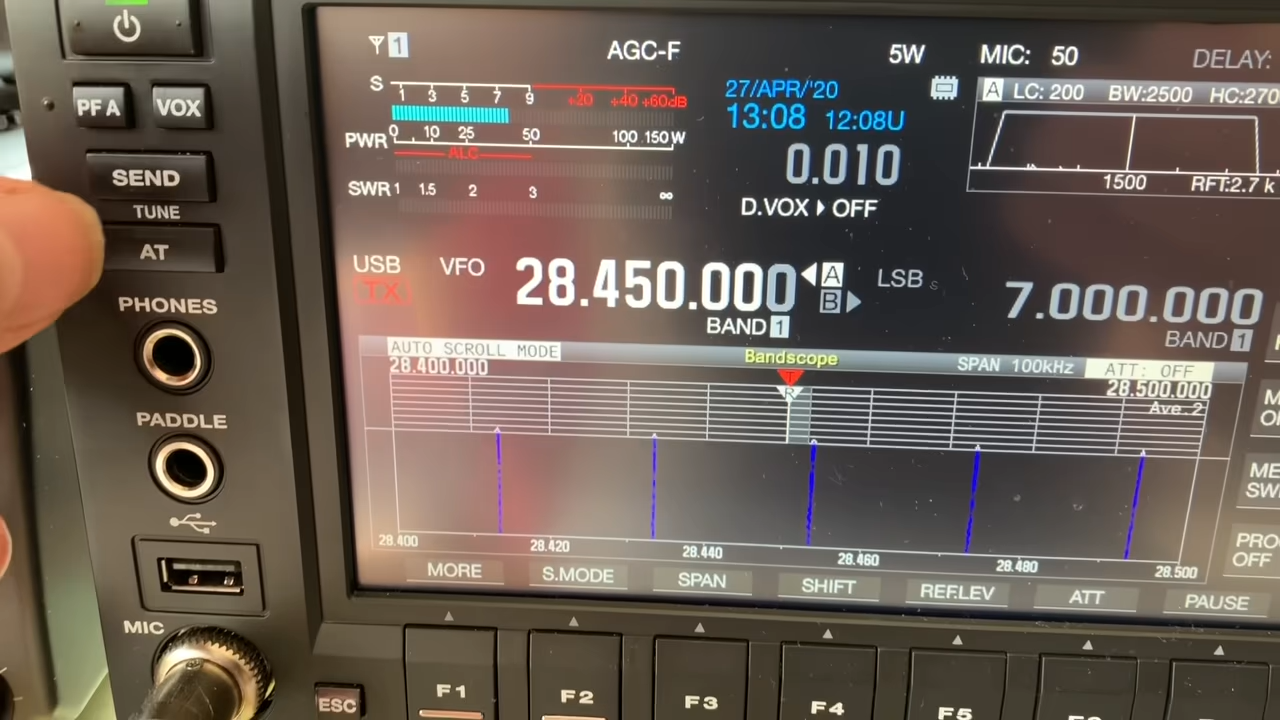 PF A
VOX
SEND
TUNE
AT
PHONES
PADDLE
MIC
ESC
1 AGC-F 5W MIC: 50 DELAY:
S 1 3 5 7 9 +20 +40 +60dB
PWR 0 10 25 50 100 150 W
ALC
SWR 1 1.5 2 3 ∞
27/APR/'20
13:08 12:08U
0.010
D.VOX OFF
A LC: 200 BW:2500 HC:270
1500 RFT:2.7 k
USB VFO 28.450.000 A
TX B
BAND 1
LSB S 7.000.000
BAND 1
AUTO SCROLL MODE Bandscope SPAN 100kHz ATT: OFF
28.400.000 28.500.000
Ave.2
T
R
28.400 28.420 28.440 28.460 28.480 28.500
MORE S.MODE SPAN SHIFT REF.LEV ATT PAUSE
ME
SW
PRO
OFF
F1 F2 F3 F4 F5